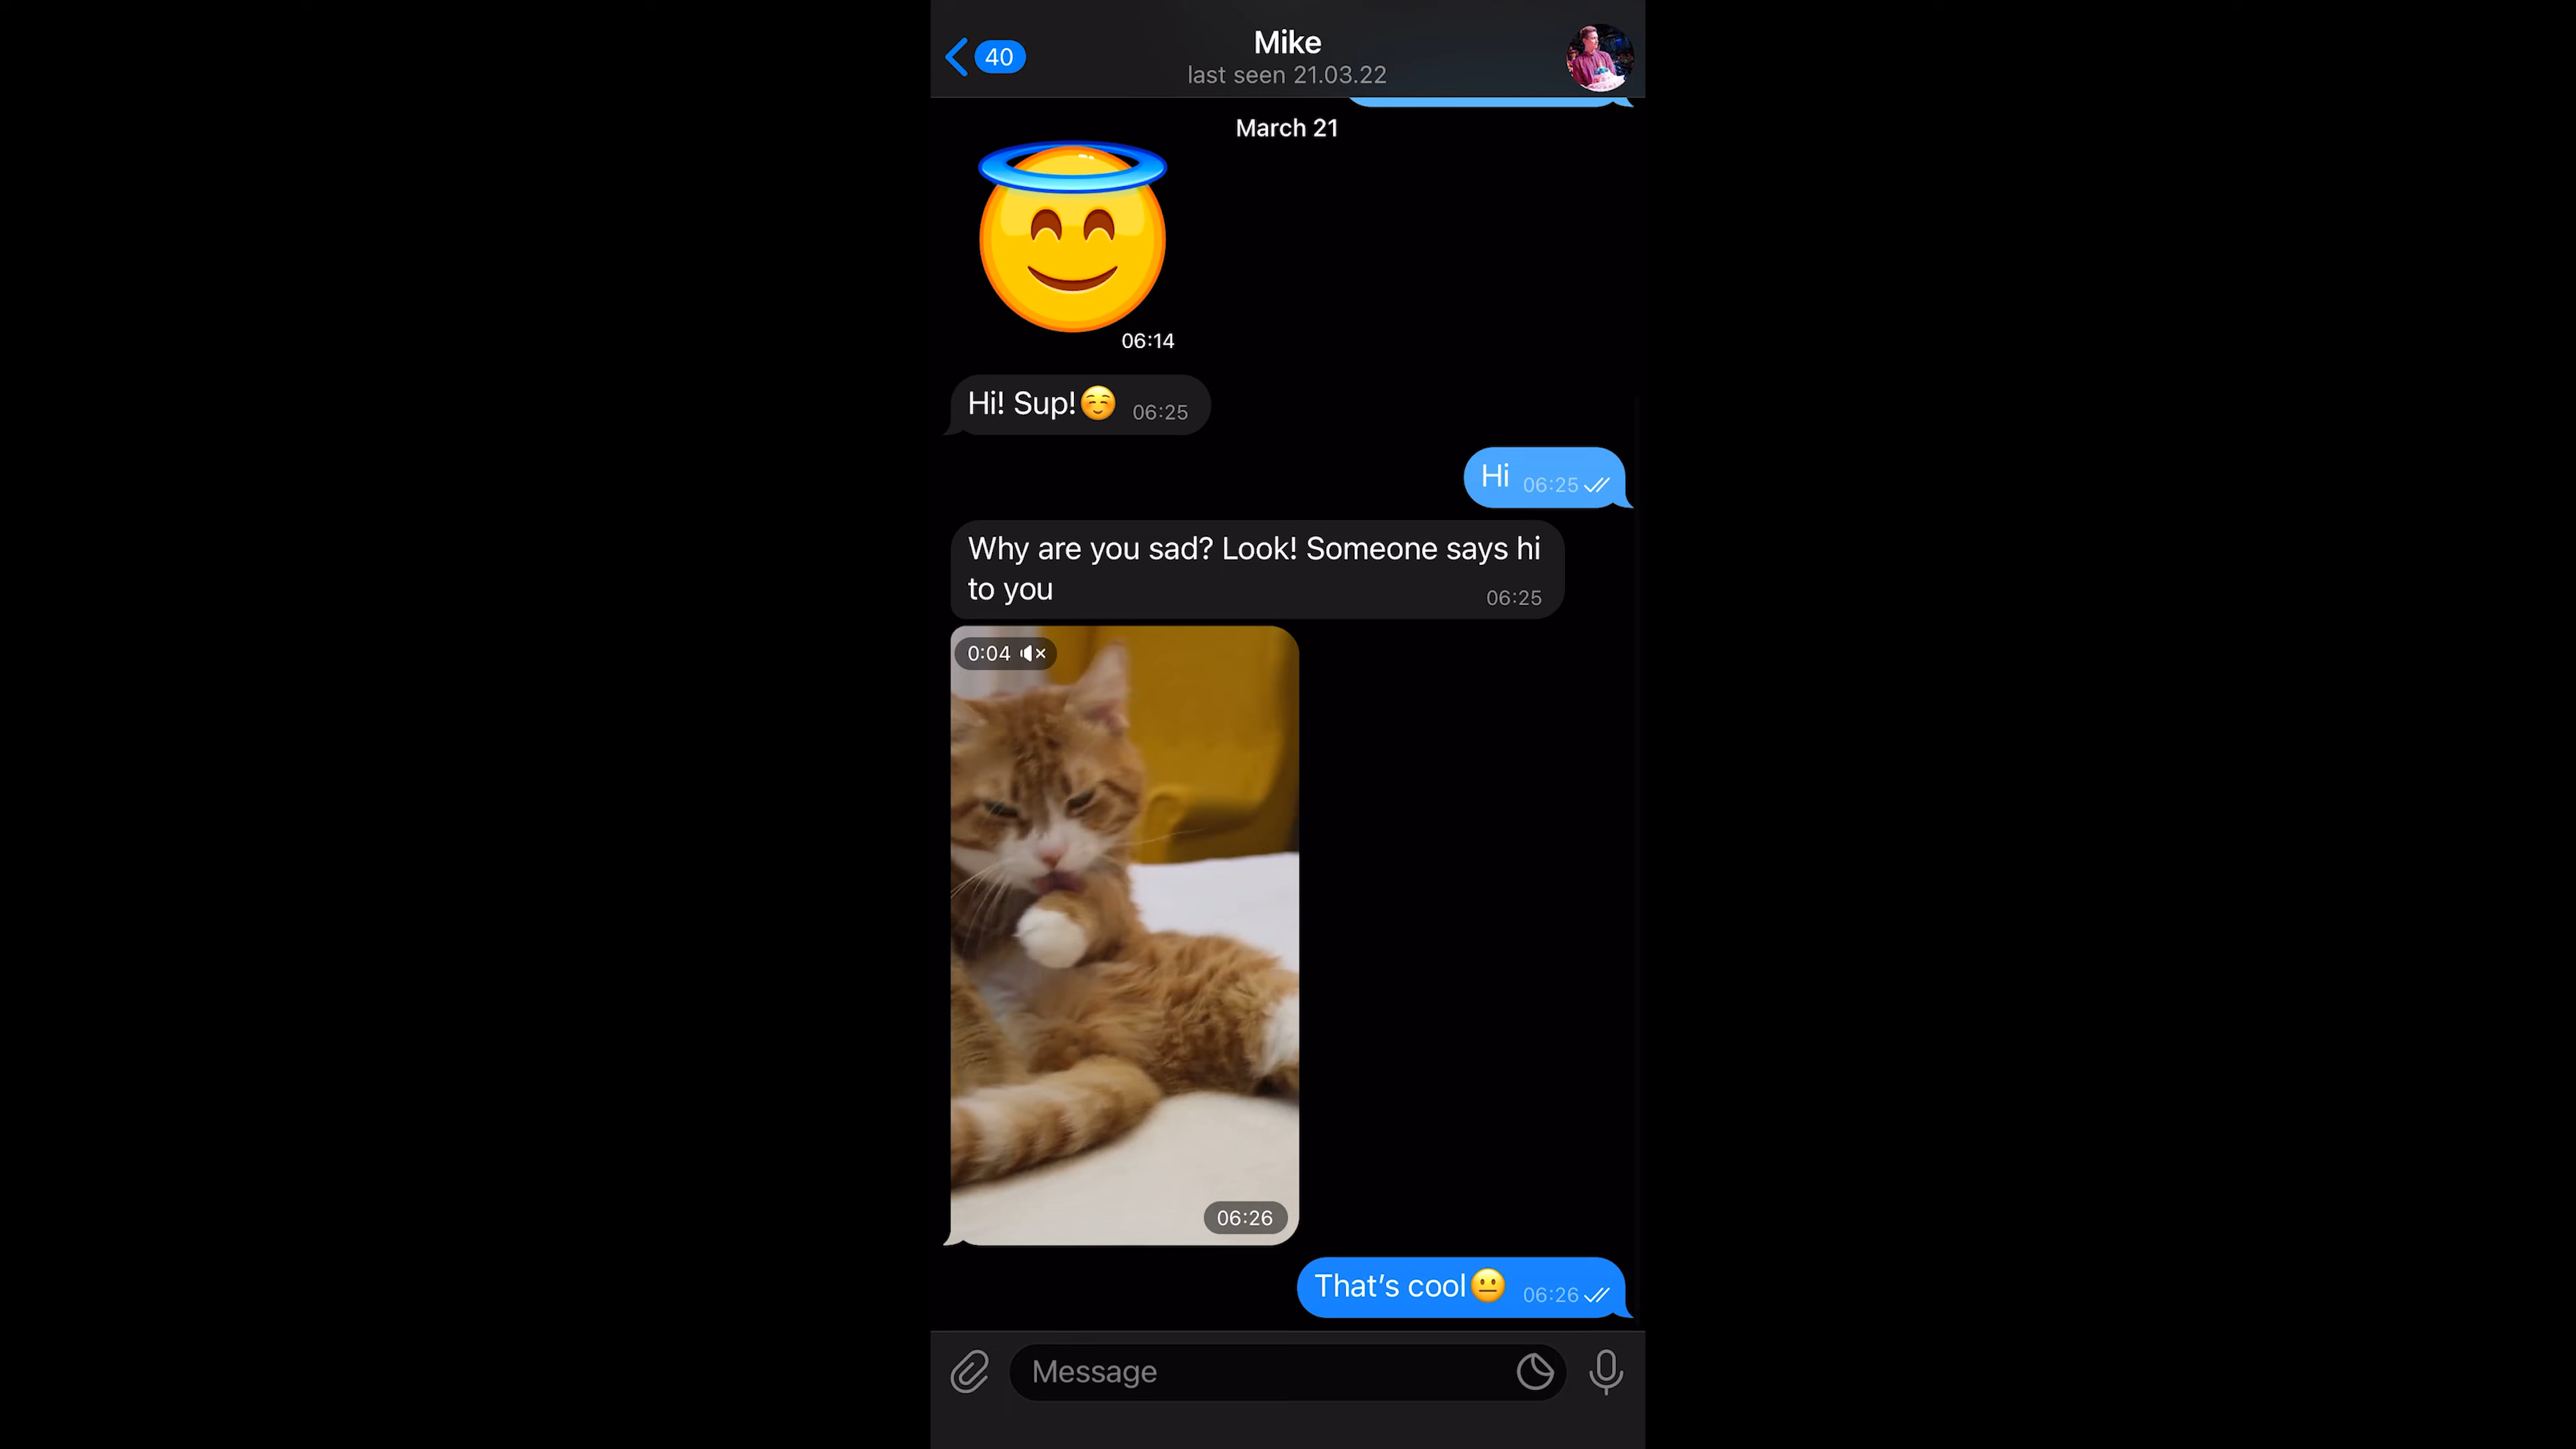 40
Mike
last seen 21.03.22
March 21
06:14
Hi! Sup!☺️ 06:25
Hi 06:25
Why are you sad? Look! Someone says hi
to you 06:25
0:04
06:26
That’s cool😐 06:26
Message